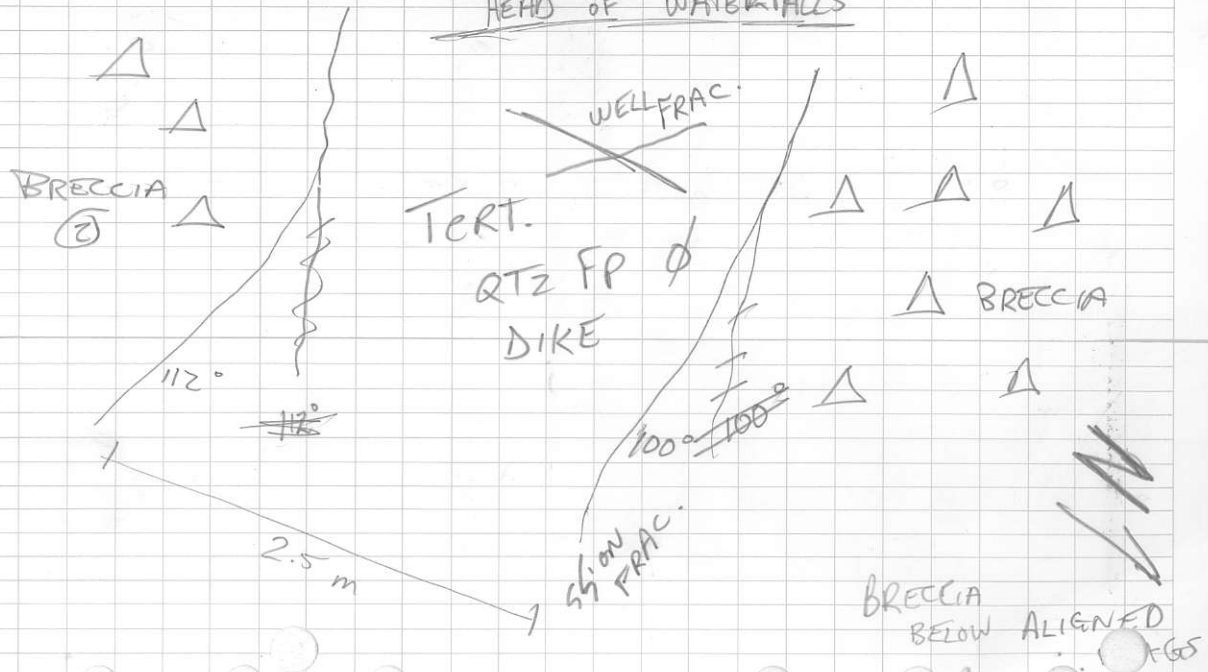 HEAD OF WATERFALLS
WELL FRAC.
BRECCIA
2
TERT.
QTZ FP Ø
DIKE
BRECCIA
112°
112°
100°
100°
2.5 m
ON FRAC.
N
BRECCIA
BELOW ALIGNED